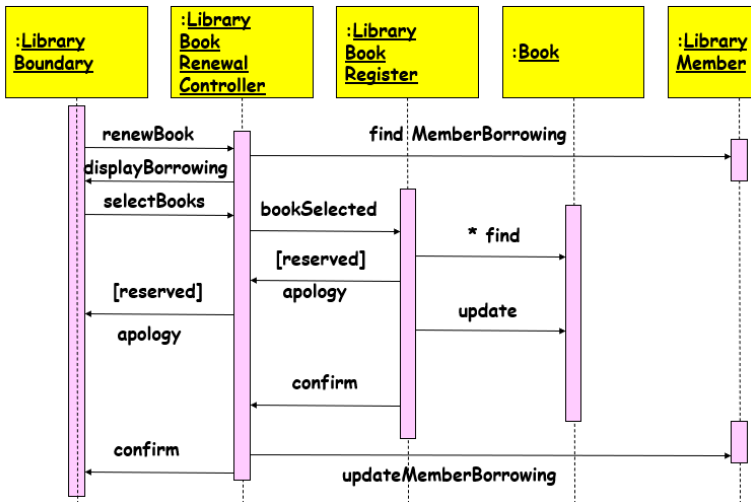 :Library
Boundary
:Library
Book
Renewal
Controller
:Library
Book
Register
:Book
:Library
Member
renewBook
find MemberBorrowing
displayBorrowing
selectBooks
bookSelected
* find
[reserved]
apology
[reserved]
apology
update
confirm
confirm
updateMemberBorrowing